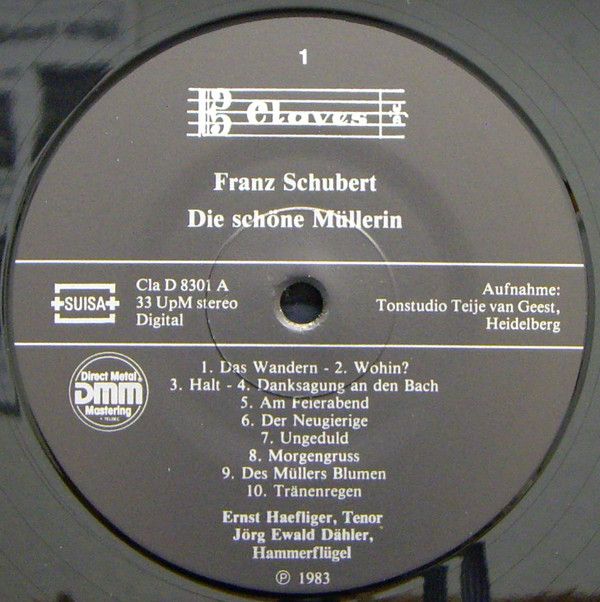 1
Claves
Franz Schubert
Die schöne Müllerin
SUISA
Cla D 8301 A
33 UpM stereo
Digital
Aufnahme:
Tonstudio Teije van Geest,
Heidelberg
Direct Metal
DMM
Mastering
1. Das Wandern - 2. Wohin?
3. Halt - 4. Danksagung an den Bach
5. Am Feierabend
6. Der Neugierige
7. Ungeduld
8. Morgengruss
9. Des Müllers Blumen
10. Tränenregen
Ernst Haefliger, Tenor
Jörg Ewald Dähler,
Hammerflügel
Ⓟ 1983